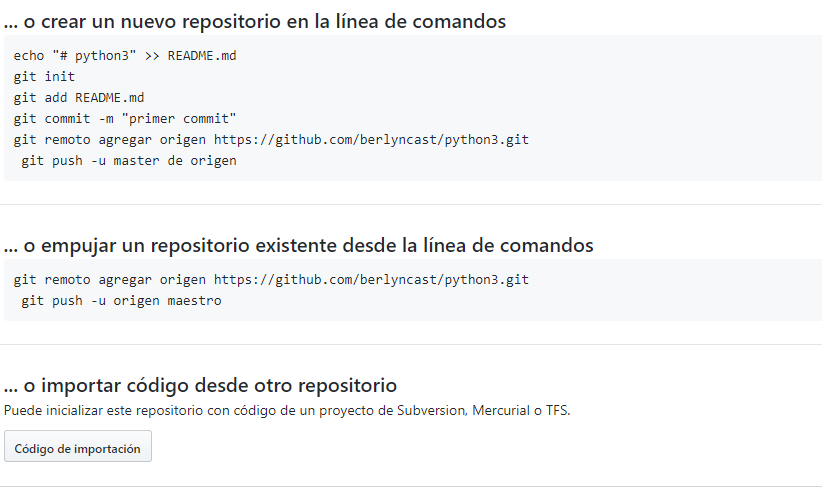 ... o crear un nuevo repositorio en la línea de comandos
echo "# python3" >> README.md
git init
git add README.md
git commit -m "primer commit"
git remoto agregar origen https://github.com/berlyncast/python3.git
git push -u master de origen
... o empujar un repositorio existente desde la línea de comandos
git remoto agregar origen https://github.com/berlyncast/python3.git
git push -u origen maestro
... o importar código desde otro repositorio
Puede inicializar este repositorio con código de un proyecto de Subversion, Mercurial o TFS.
Código de importación